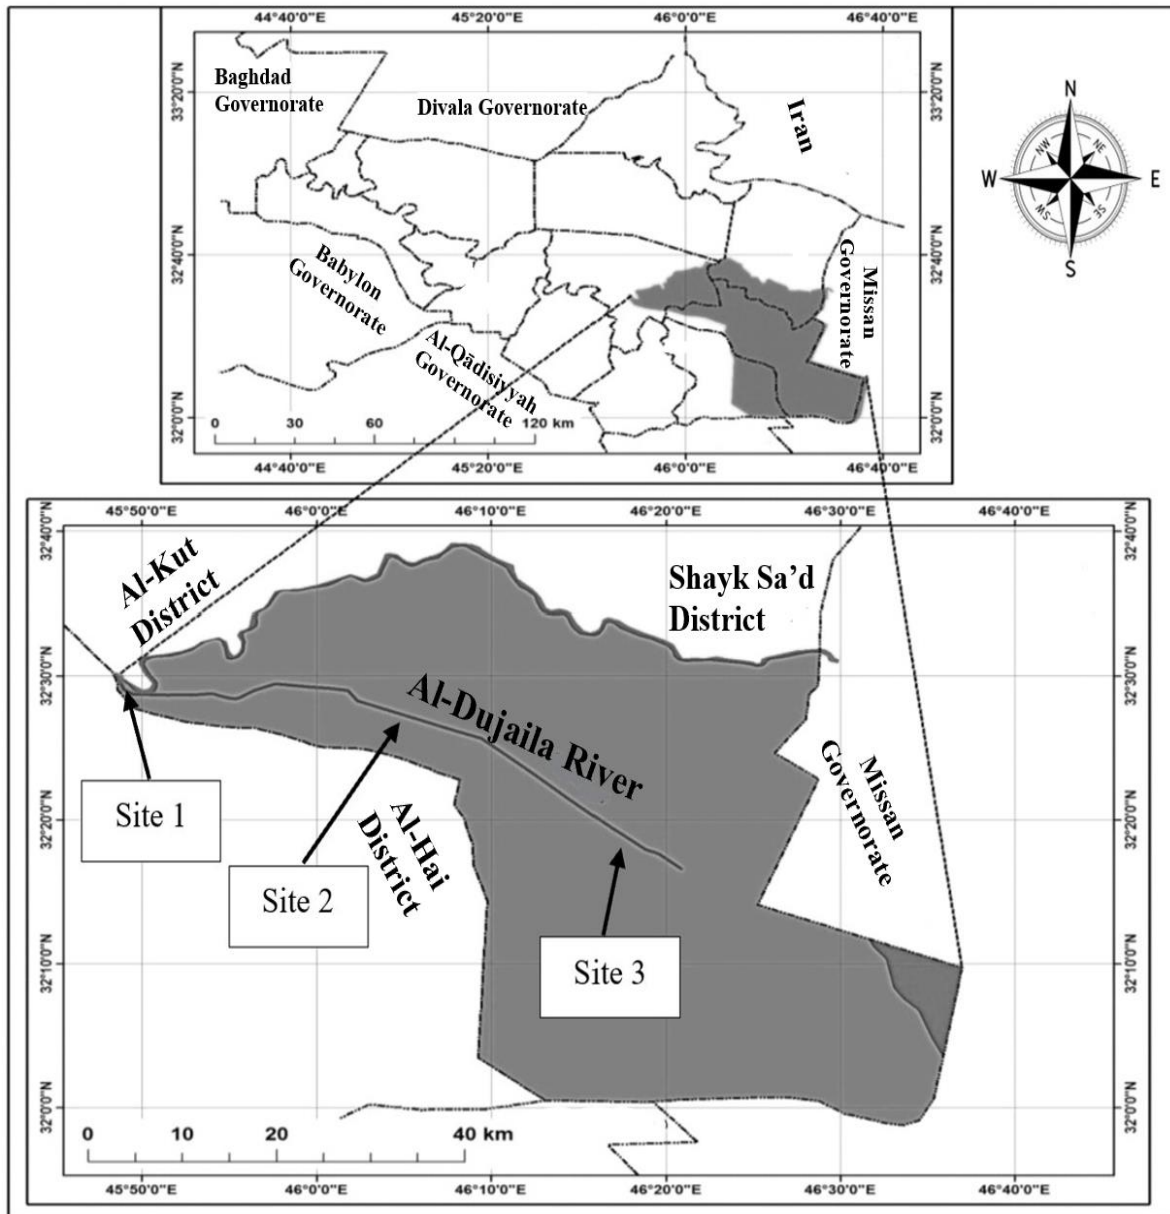 44°40'0"E 45°20'0"E 46°0'0"E 46°40'0"E
33°20'0"N
33°20'0"N
Baghdad
Governorate
Divala Governorate
Iran
32°40'0"N
32°40'0"N
Babylon
Governorate
Missan
Governorate
Al-Qādisiyyah
Governorate
32°0'0"N
32°0'0"N
0 30 60 120 km
44°40'0"E 45°20'0"E 46°0'0"E 46°40'0"E
N
NW NE
W E
SW SE
S
45°50'0"E 46°0'0"E 46°10'0"E 46°20'0"E 46°30'0"E 46°40'0"E
32°40'0"N
32°40'0"N
Al-Kut
District
Shayk Sa’d
District
32°30'0"N
32°30'0"N
Al-Dujaila River
Missan
Governorate
Site 1
Al-Hai
District
32°20'0"N
32°20'0"N
Site 2
Site 3
32°10'0"N
32°10'0"N
32°0'0"N
32°0'0"N
0 10 20 40 km
45°50'0"E 46°0'0"E 46°10'0"E 46°20'0"E 46°30'0"E 46°40'0"E